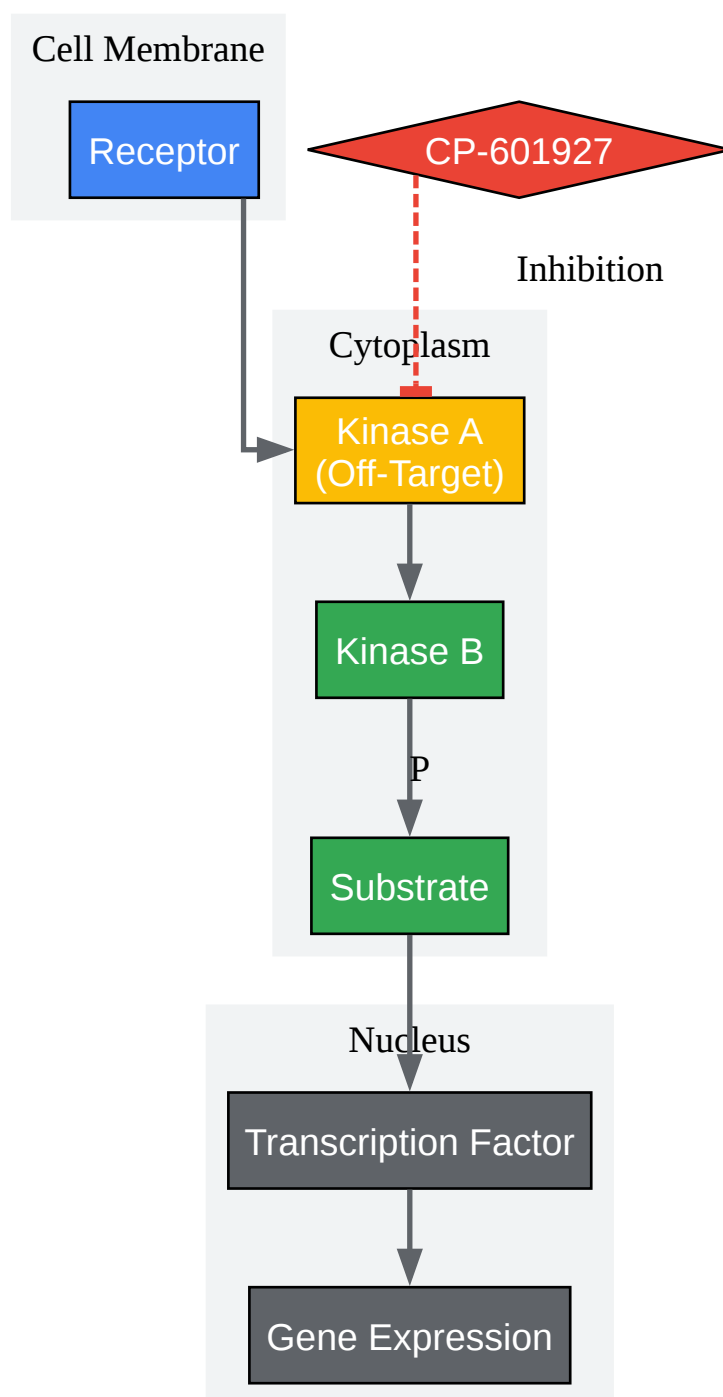 Cell Membrane
Receptor
CP-601927
Inhibition
Cytoplasm
Kinase A
(Off-Target)
Kinase B
P
Substrate
Nucleus
Transcription Factor
Gene Expression